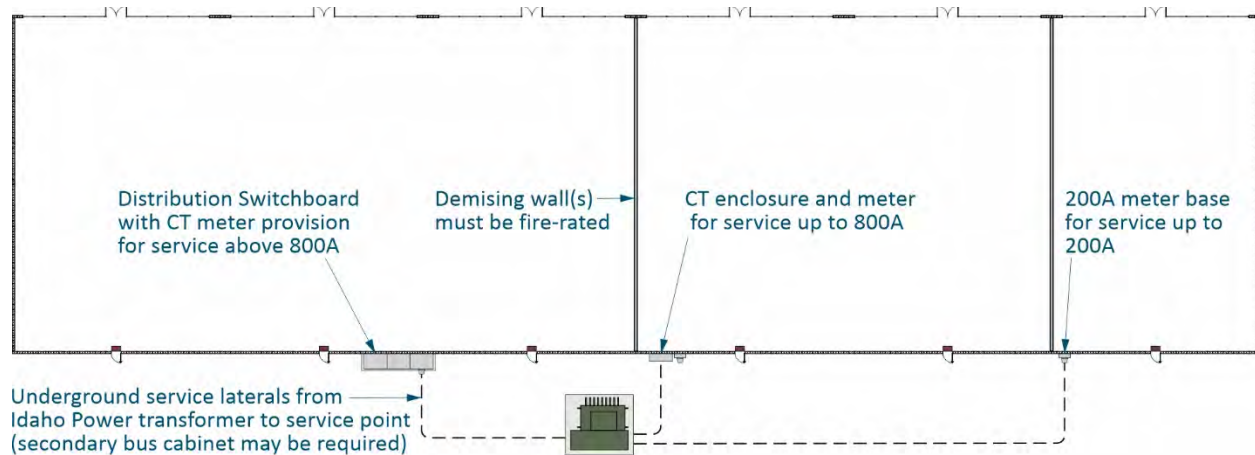 Distribution Switchboard
with CT meter provision
for service above 800A
Demising wall(s)
must be fire-rated
CT enclosure and meter
for service up to 800A
200A meter base
for service up to
200A
Underground service laterals from
Idaho Power transformer to service point
(secondary bus cabinet may be required)